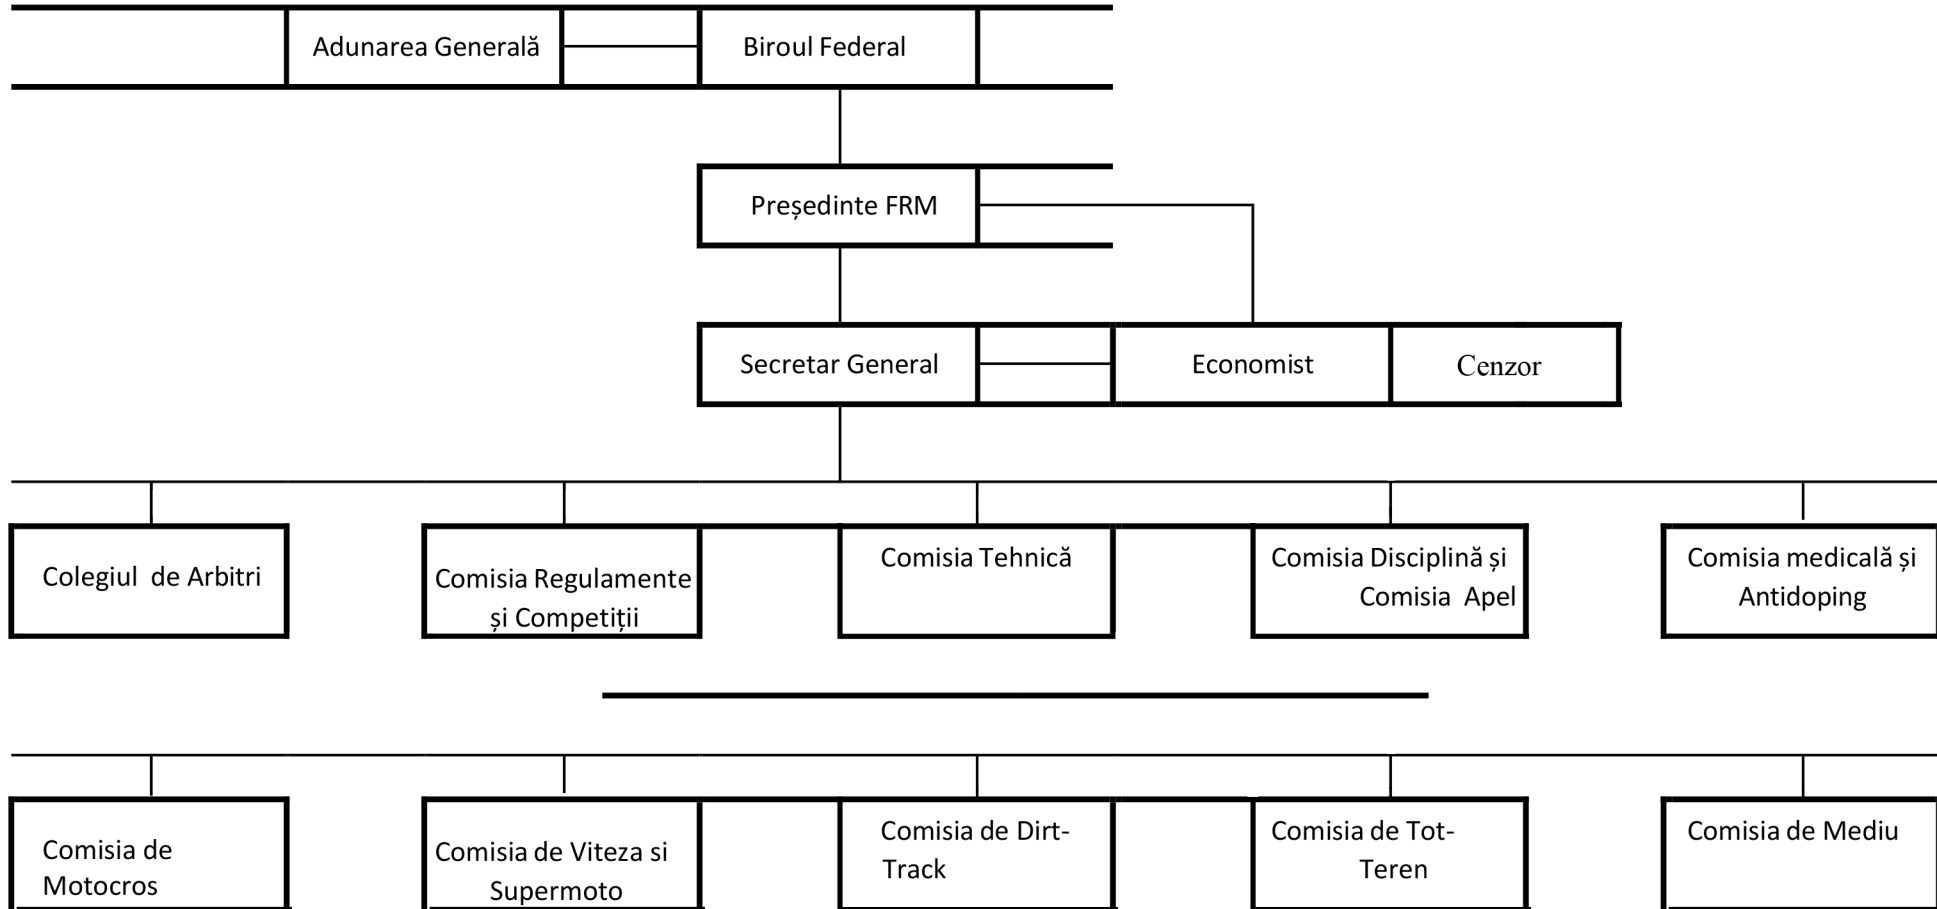 Adunarea Generală
Biroul Federal
Președinte FRM
Secretar General
Economist
Cenzor
Colegiul de Arbitri
Comisia Regulamente
și Competiții
Comisia Tehnică
Comisia Disciplină și
Comisia Apel
Comisia medicală și
Antidoping
Comisia de
Motocros
Comisia de Viteza si
Supermoto
Comisia de Dirt-
Track
Comisia de Tot-
Teren
Comisia de Mediu